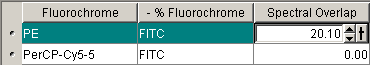 Fluorochrome - % Fluorochrome Spectral Overlap
PE FITC 20.10
PerCP-Cy5-5 FITC 0.00